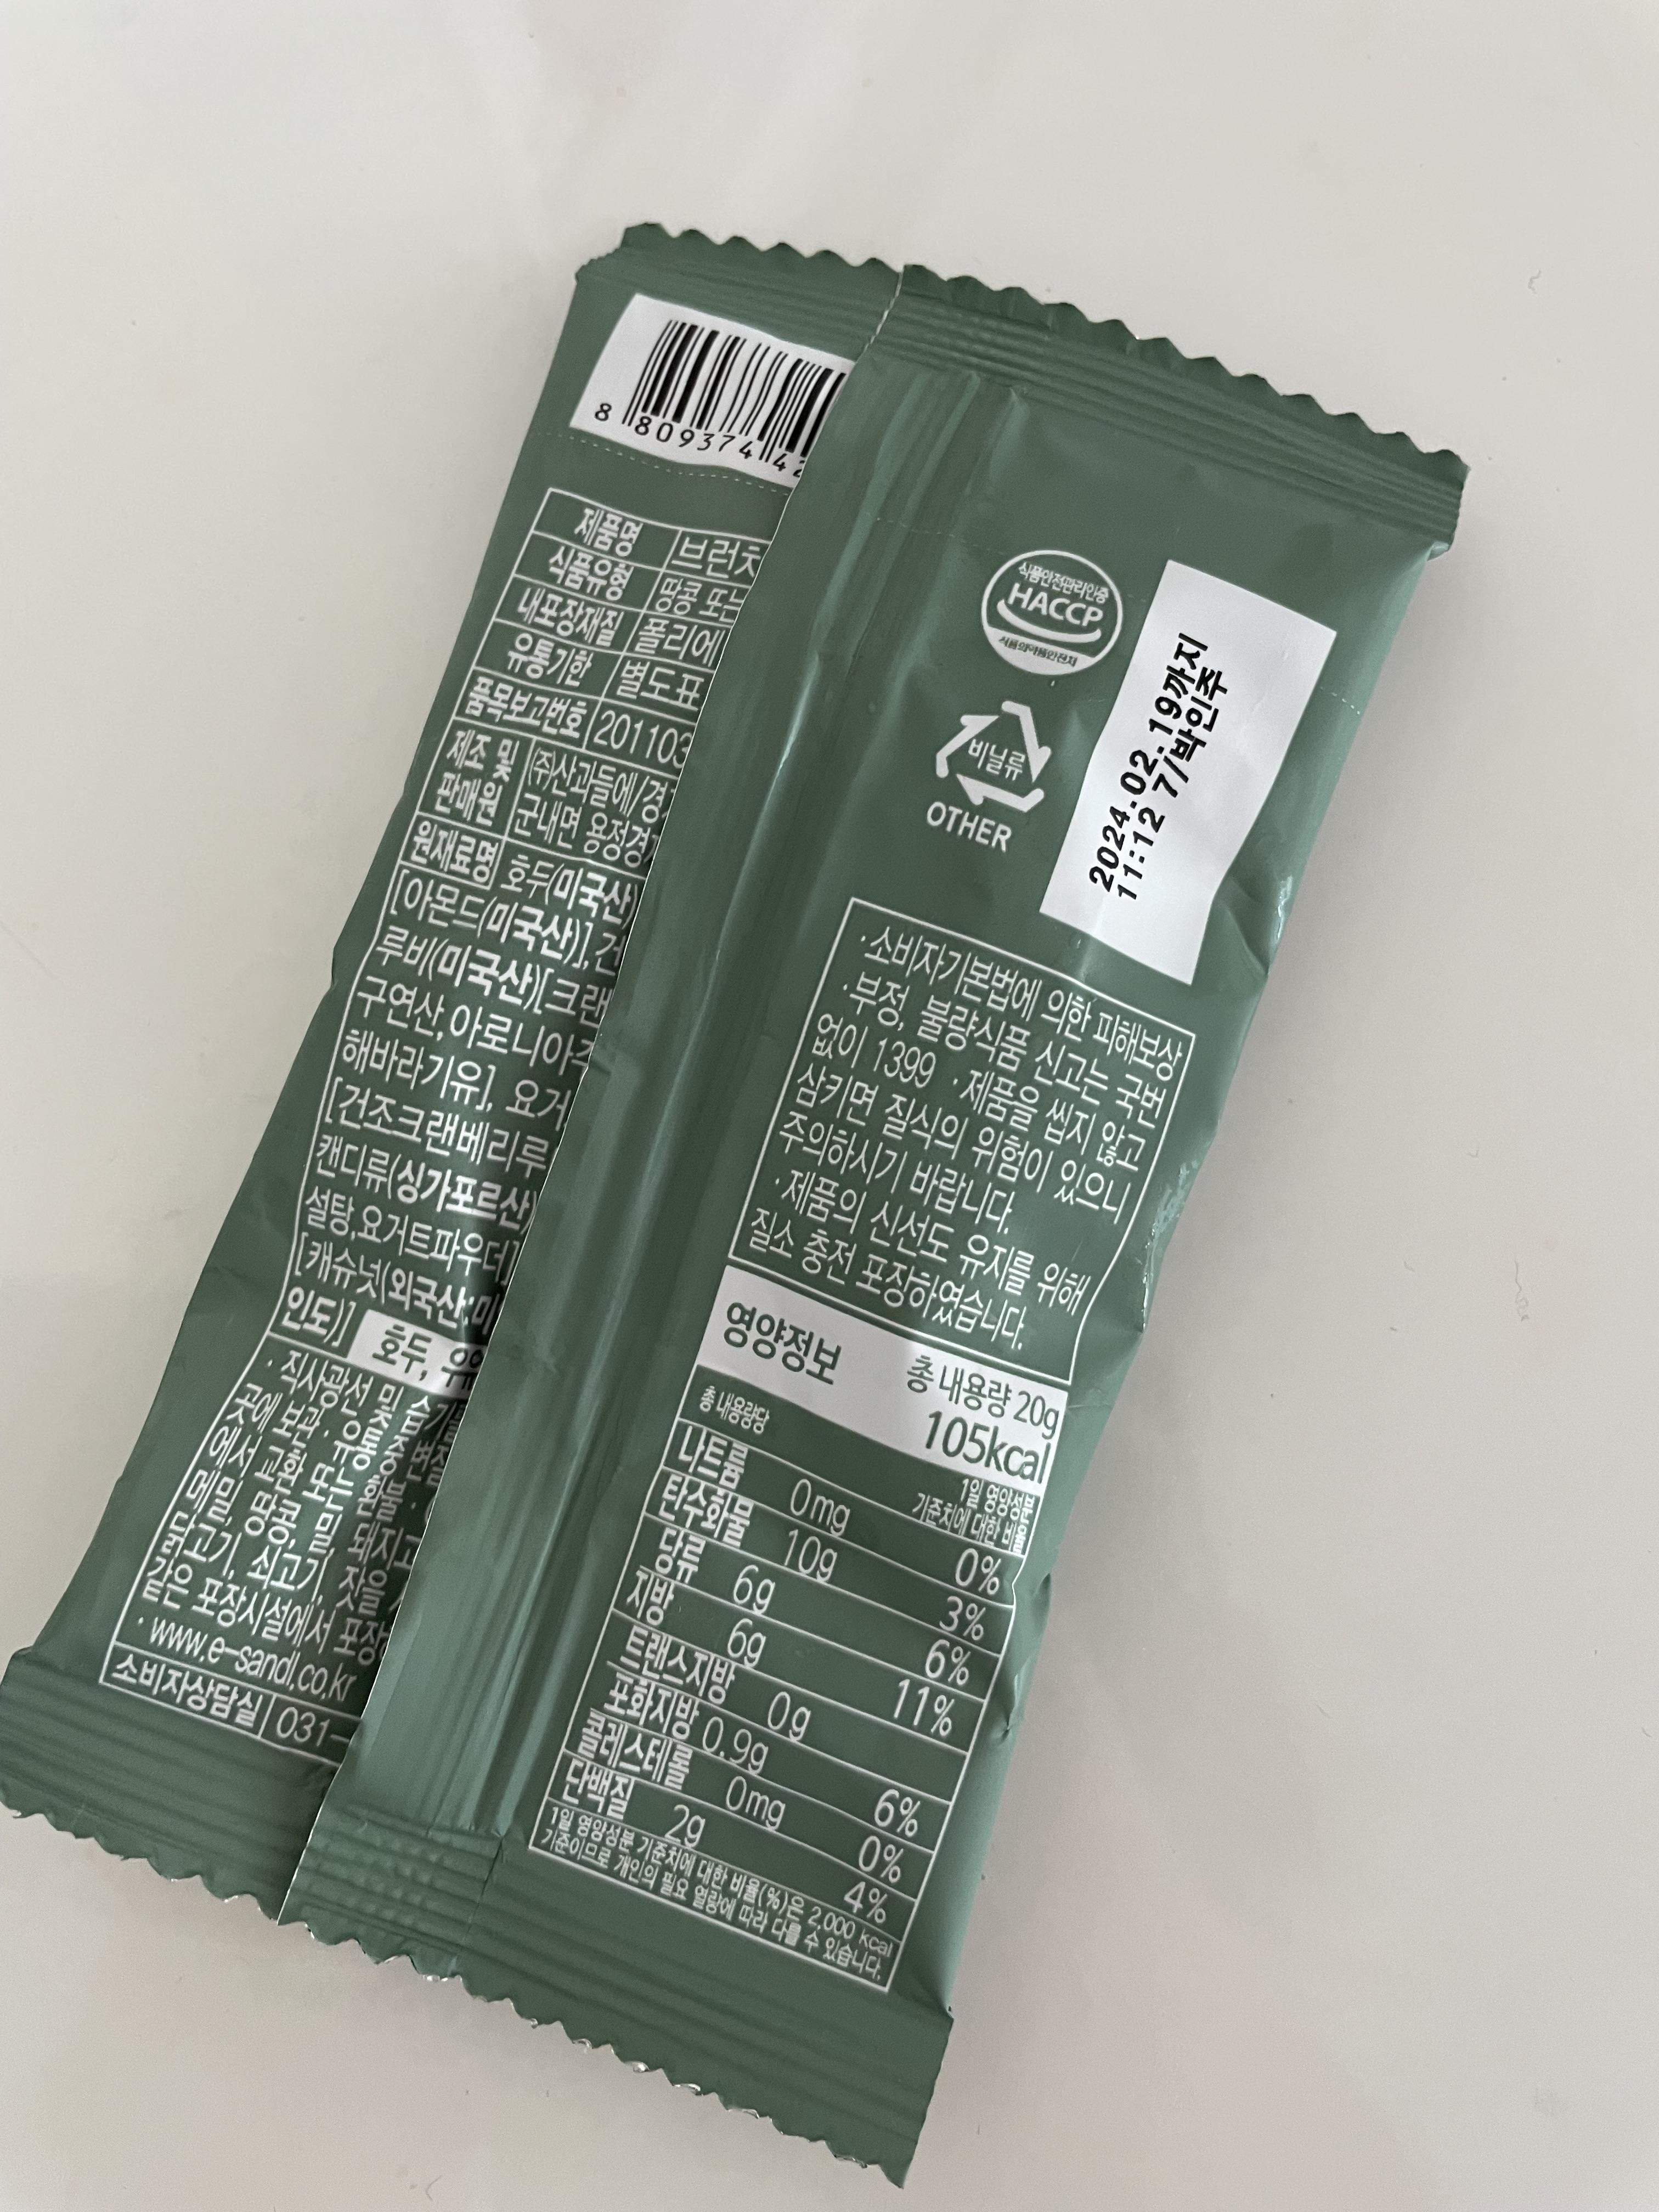 8 809374 42
제품명 브런치
식품유형 땅콩 또는
내포장재질 폴리에
유통기한 별도표
품목보고번호 201103
제조 및 판매원 (주)산과들에/경기
군내면 용정경제
원재료명 호두(미국산)
[아몬드(미국산)], 건
루비(미국산)[크랜
구연산, 아로니아주
해바라기유], 요거
[건조크랜베리루
캔디류(싱가포르산)
설탕,요거트파우더]
[캐슈넛(외국산:미
인도)] 호두, 우유
· 직사광선 및 습기를
곳에 보관 · 유통 중 변질
에서 교환 또는 환불 ·
메밀, 땅콩, 밀, 돼지고
닭고기, 쇠고기, 잣을
같은 포장시설에서 포장
· www.e-sandl.co.kr
소비자상담실 031-
식품안전관리인증
HACCP
식품의약품안전처
비닐류
OTHER
2024.02.19까지
11:12 7/박인주
· 소비자기본법에 의한 피해보상
· 부정, 불량식품 신고는 국번
없이 1399 · 제품을 씹지 않고
삼키면 질식의 위험이 있으니
주의하시기 바랍니다.
· 제품의 신선도 유지를 위해
질소 충전 포장하였습니다.
영양정보 총 내용량 20g
105kcal
총 내용량당 1일 영양성분
기준치에 대한 비율
나트륨 0mg 0%
탄수화물 10g 3%
당류 6g 6%
지방 6g 11%
트랜스지방 0g
포화지방 0.9g 6%
콜레스테롤 0mg 0%
단백질 2g 4%
1일 영양성분 기준치에 대한 비율(%)은 2,000 kcal
기준이므로 개인의 필요 열량에 따라 다를 수 있습니다.